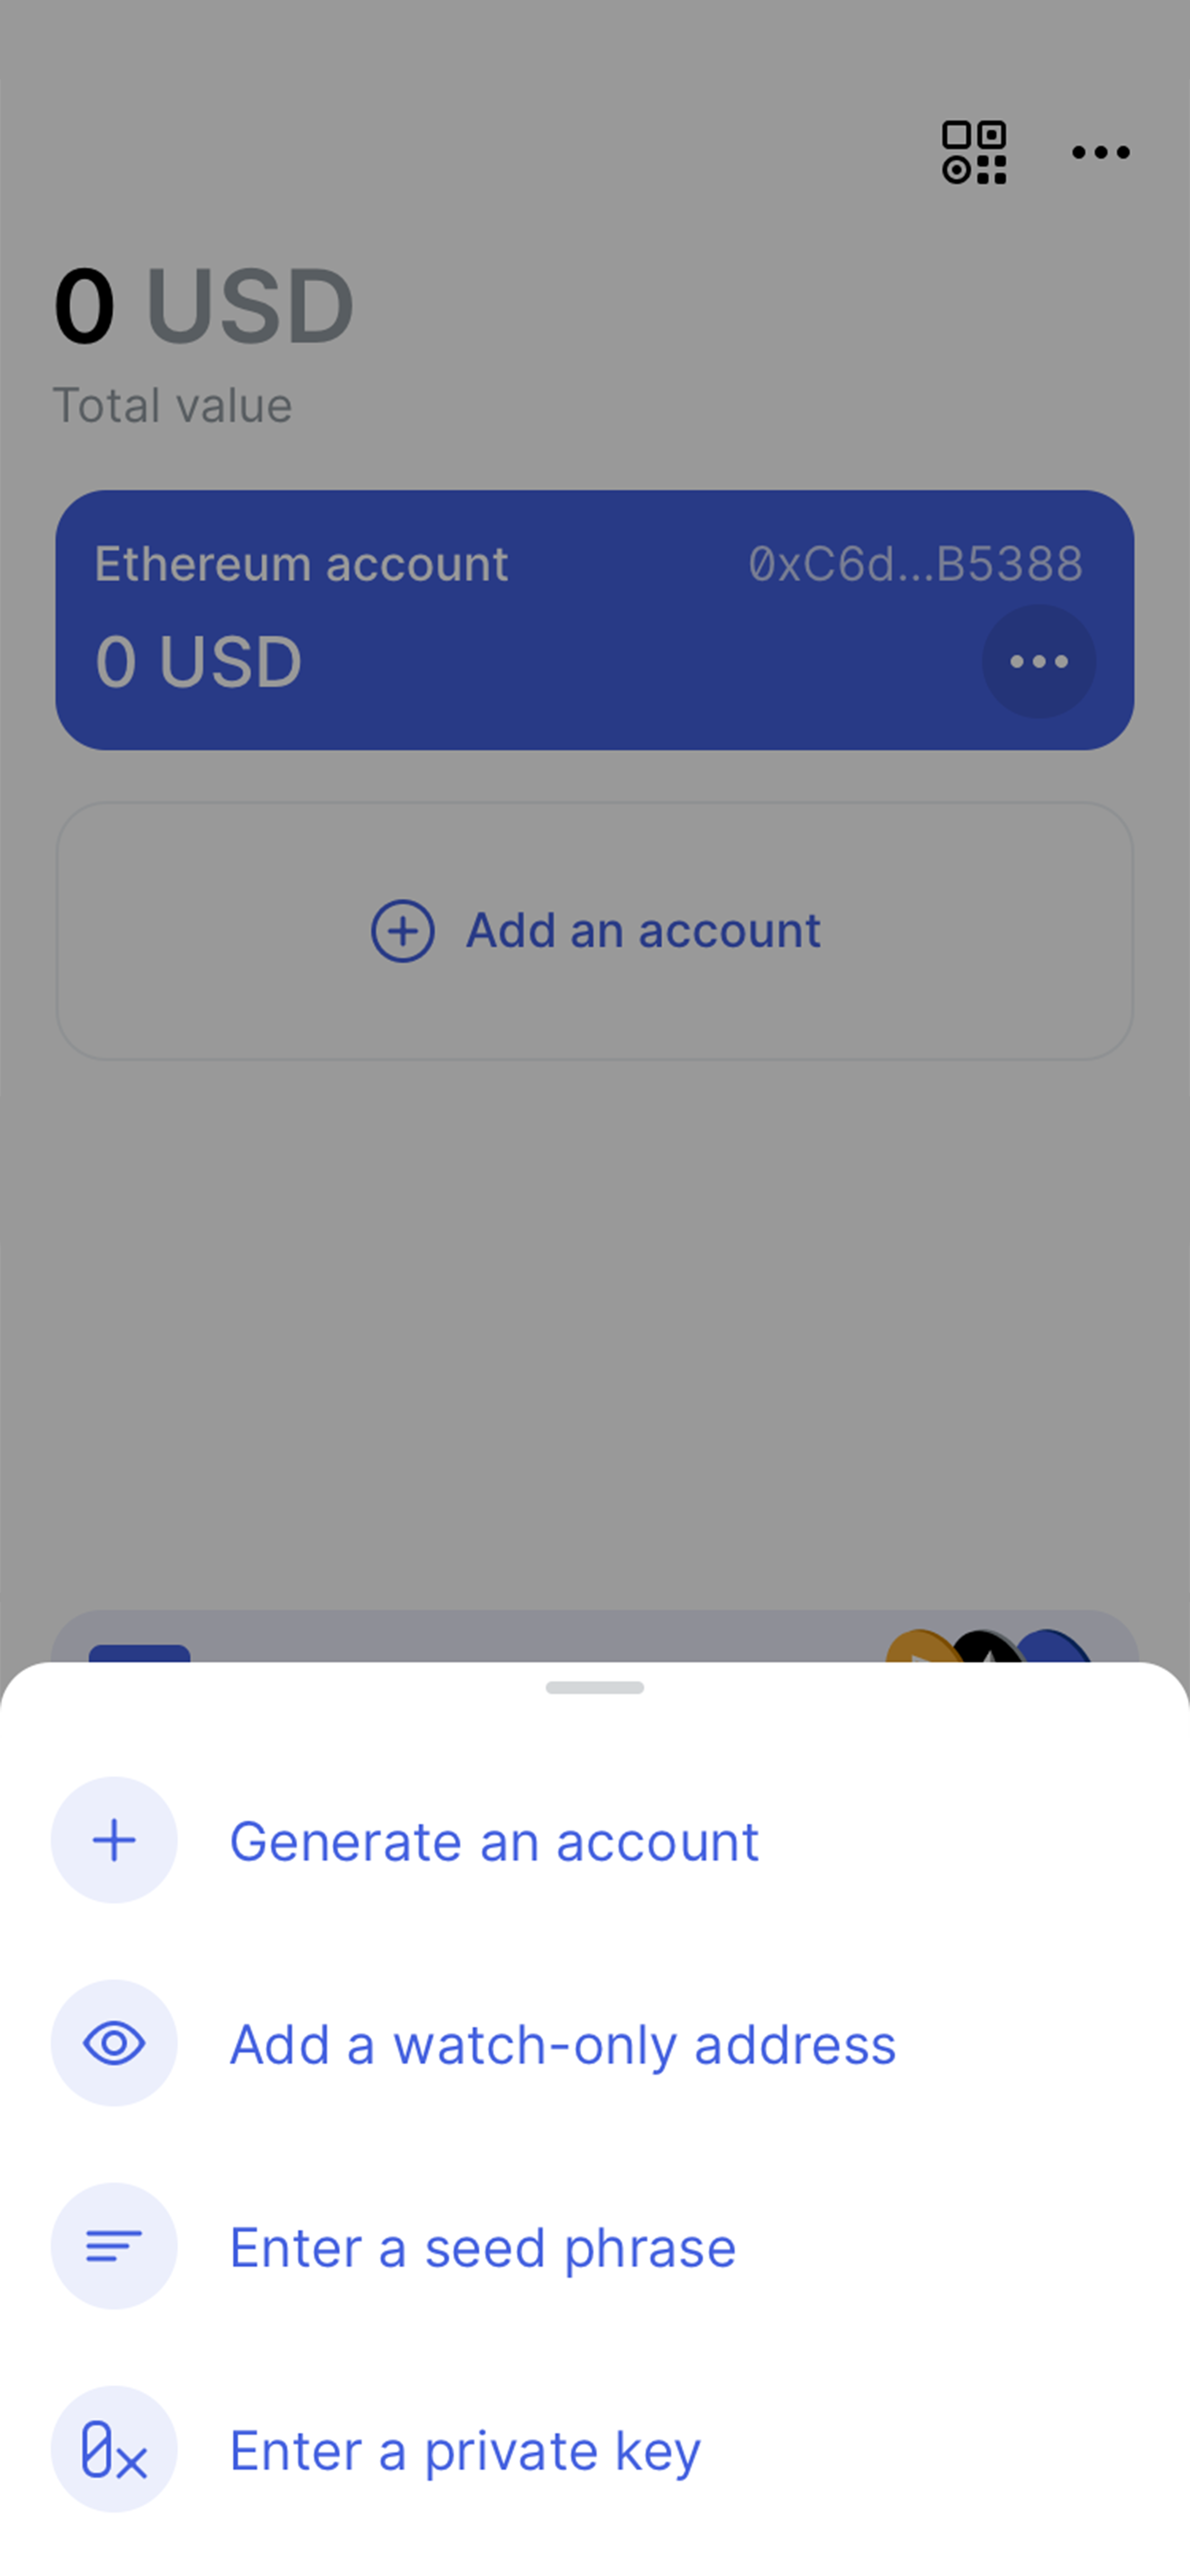 0 USD
Total value
Ethereum account 0xC6d...B5388
0 USD
Add an account
Generate an account
Add a watch-only address
Enter a seed phrase
Enter a private key